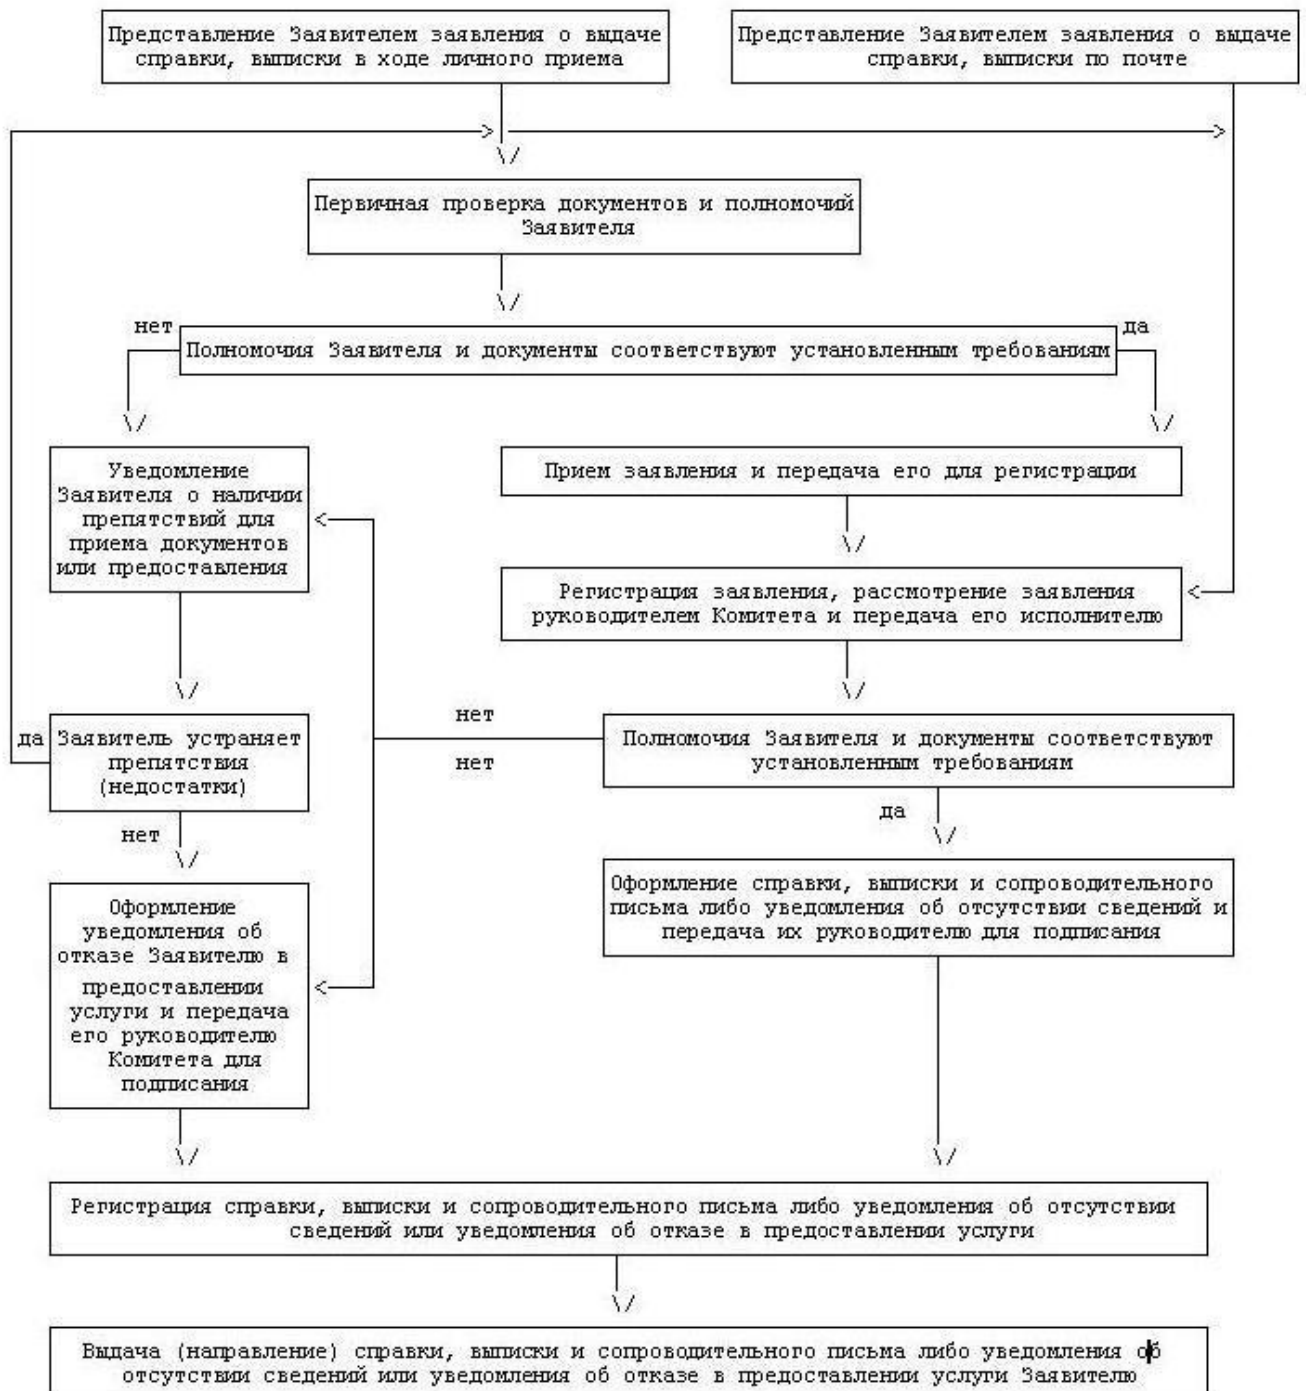 Представление Заявителем заявления о выдаче
справки, выписки в ходе личного приема
Представление Заявителем заявления о выдаче
справки, выписки по почте
Первичная проверка документов и полномочий
Заявителя
нет
да
Полномочия Заявителя и документы соответствуют установленным требованиям
Уведомление
Заявителя о наличии
препятствий для
приема документов
или предоставления
Прием заявления и передача его для регистрации
Регистрация заявления, рассмотрение заявления
руководителем Комитета и передача его исполнителю
да
Заявитель устраняет
препятствия
(недостатки)
нет
нет
Полномочия Заявителя и документы соответствуют
установленным требованиям
нет
да
Оформление
уведомления об
отказе Заявителю в
предоставлении
услуги и передача
его руководителю
Комитета для
подписания
Оформление справки, выписки и сопроводительного
письма либо уведомления об отсутствии сведений и
передача их руководителю для подписания
Регистрация справки, выписки и сопроводительного письма либо уведомления об отсутствии
сведений или уведомления об отказе в предоставлении услуги
Выдача (направление) справки, выписки и сопроводительного письма либо уведомления об
отсутствии сведений или уведомления об отказе в предоставлении услуги Заявителю